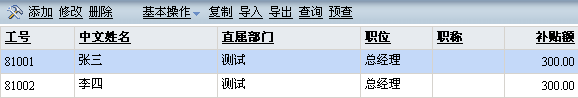 添加 修改 删除 基本操作 复制 导入 导出 查询 预查
工号 中文姓名 直属部门 职位 职称 补贴额
81001 张三 测试 总经理 300.00
81002 李四 测试 总经理 300.00